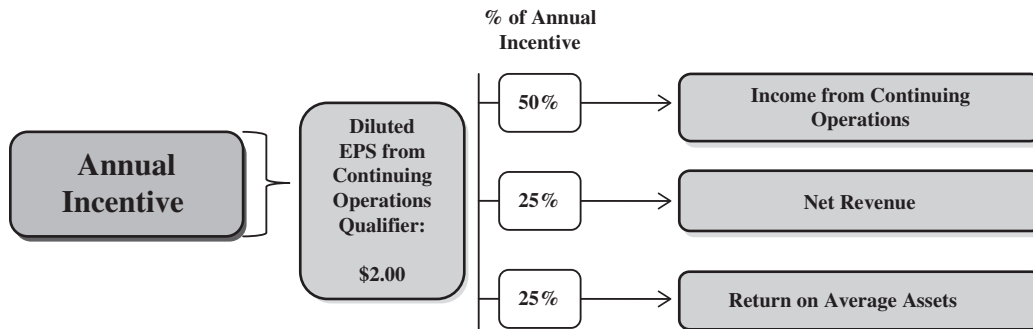 % of Annual
Incentive
Annual
Incentive
Diluted
EPS from
Continuing
Operations
Qualifier:
$2.00
50%
Income from Continuing
Operations
25%
Net Revenue
25%
Return on Average Assets